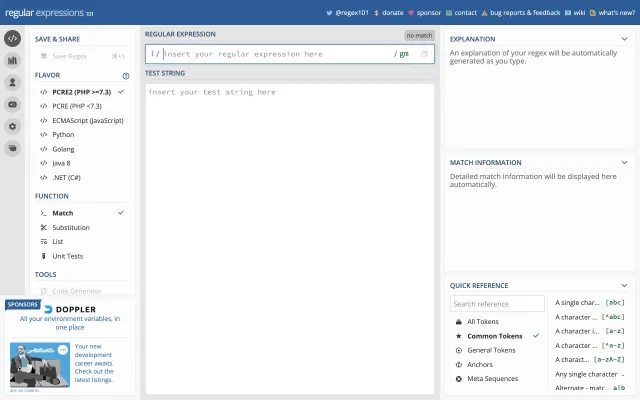 regular expressions 101
@regex101
$ donate
sponsor
contact
bug reports & feedback
wiki
what's new?
SAVE & SHARE
Save Regex
⌘+s
FLAVOR
</> PCRE2 (PHP >=7.3)
</> PCRE (PHP <7.3)
</> ECMAScript (JavaScript)
</> Python
</> Golang
</> Java 8
</> .NET (C#)
FUNCTION
Match
Substitution
List
Unit Tests
TOOLS
Code Generator
SPONSORS
DOPPLER
All your environment variables, in
one place
Your new
development
career awaits.
Check out the
latest listings.
REGULAR EXPRESSION
no match
/ insert your regular expression here
/ gm
TEST STRING
insert your test string here
EXPLANATION
An explanation of your regex will be automatically
generated as you type.
MATCH INFORMATION
Detailed match information will be displayed here
automatically.
QUICK REFERENCE
Search reference
All Tokens
Common Tokens
General Tokens
Anchors
Meta Sequences
A single char... [abc]
A character ... [^abc]
A character i... [a-z]
A character ... [^a-z]
A charact... [a-zA-Z]
Any single character .
Alternate - matc... a|b